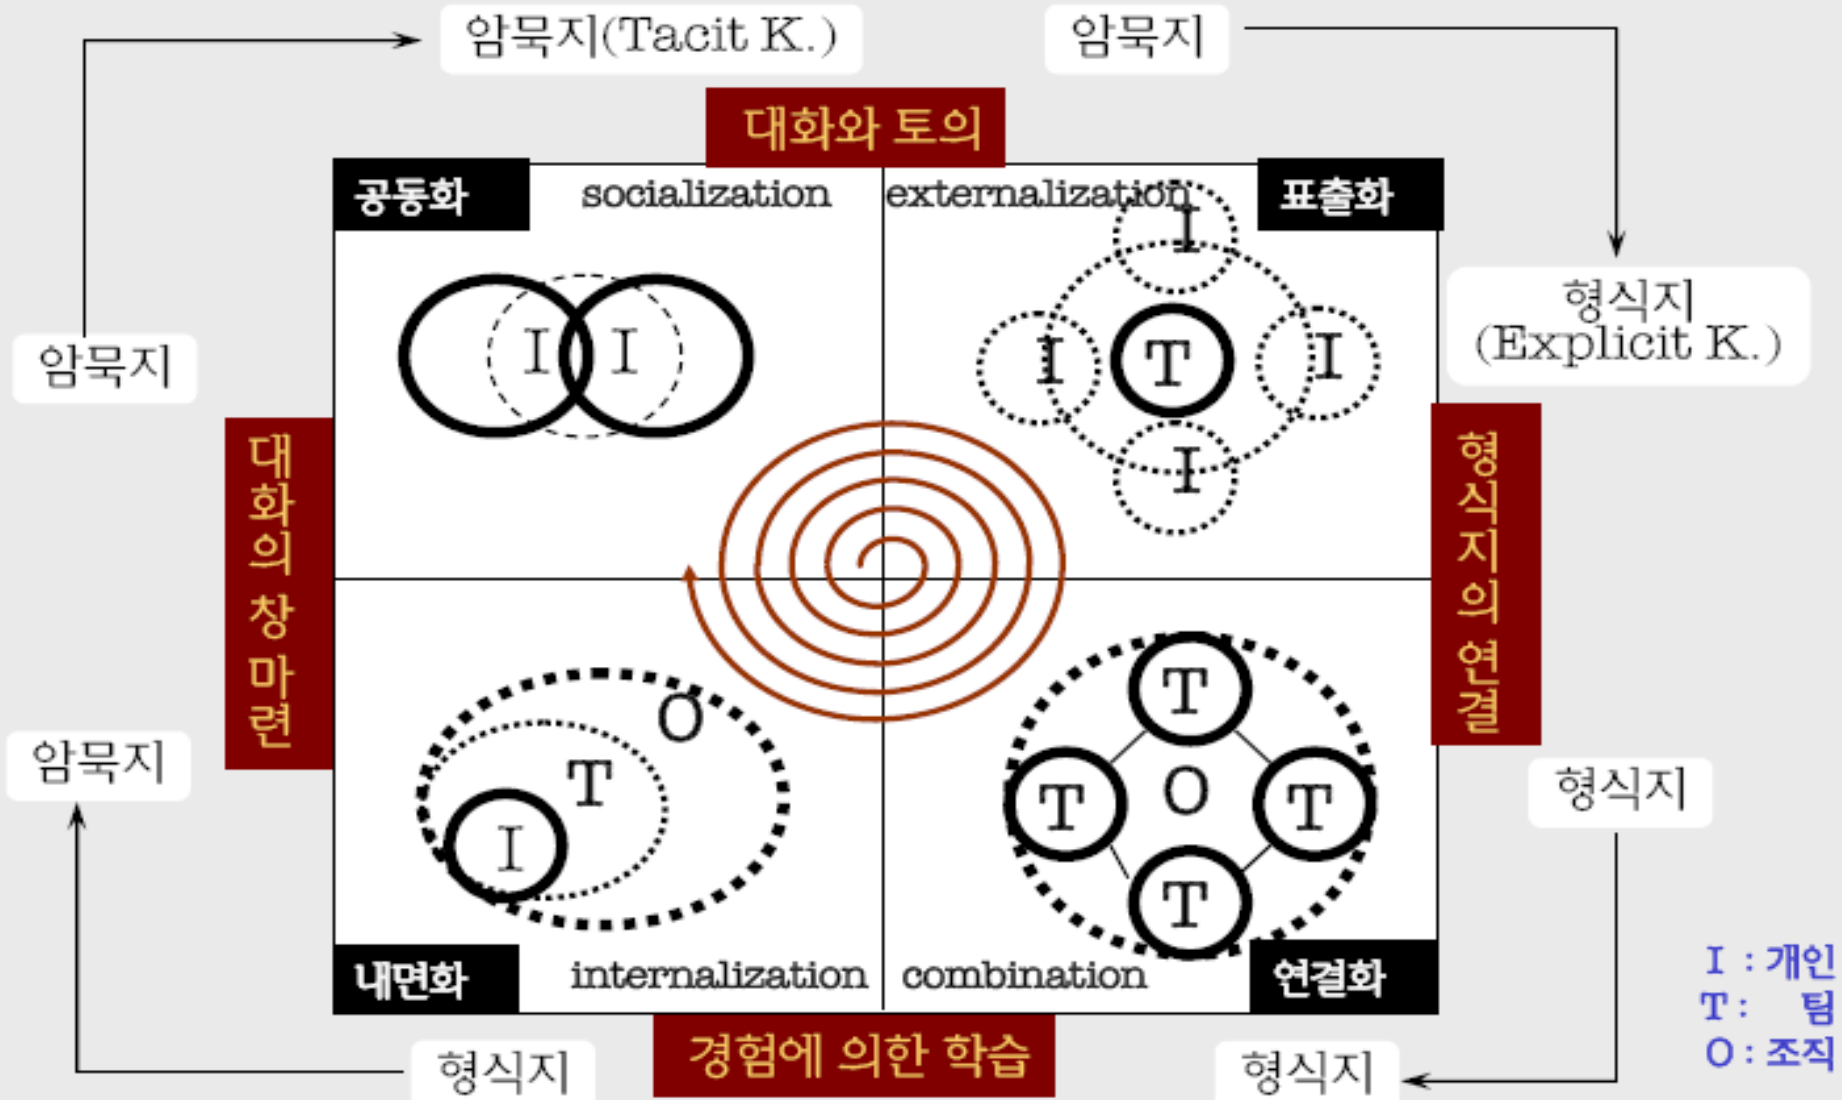 암묵지(Tacit K.)
암묵지
대화와 토의
공동화
socialization
externalization
표출화
I
I
I
I
T
I
I
암묵지
형식지
(Explicit K.)
대화의 창 마련
형식지의 연결
O
T
I
T
T
O
T
T
암묵지
형식지
내면화
internalization
combination
연결화
I : 개인
T : 팀
O : 조직
형식지
경험에 의한 학습
형식지